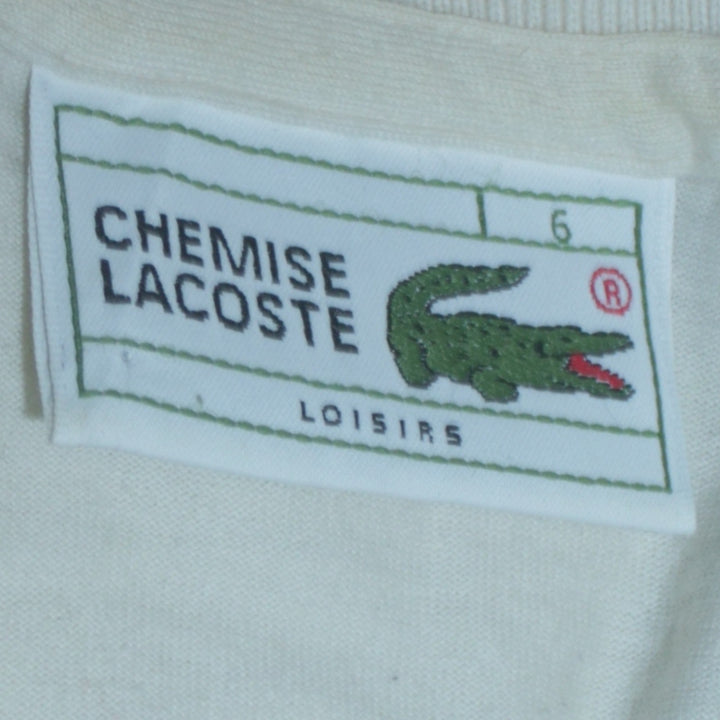 6
CHEMISE
LACOSTE
®
LOISIRS